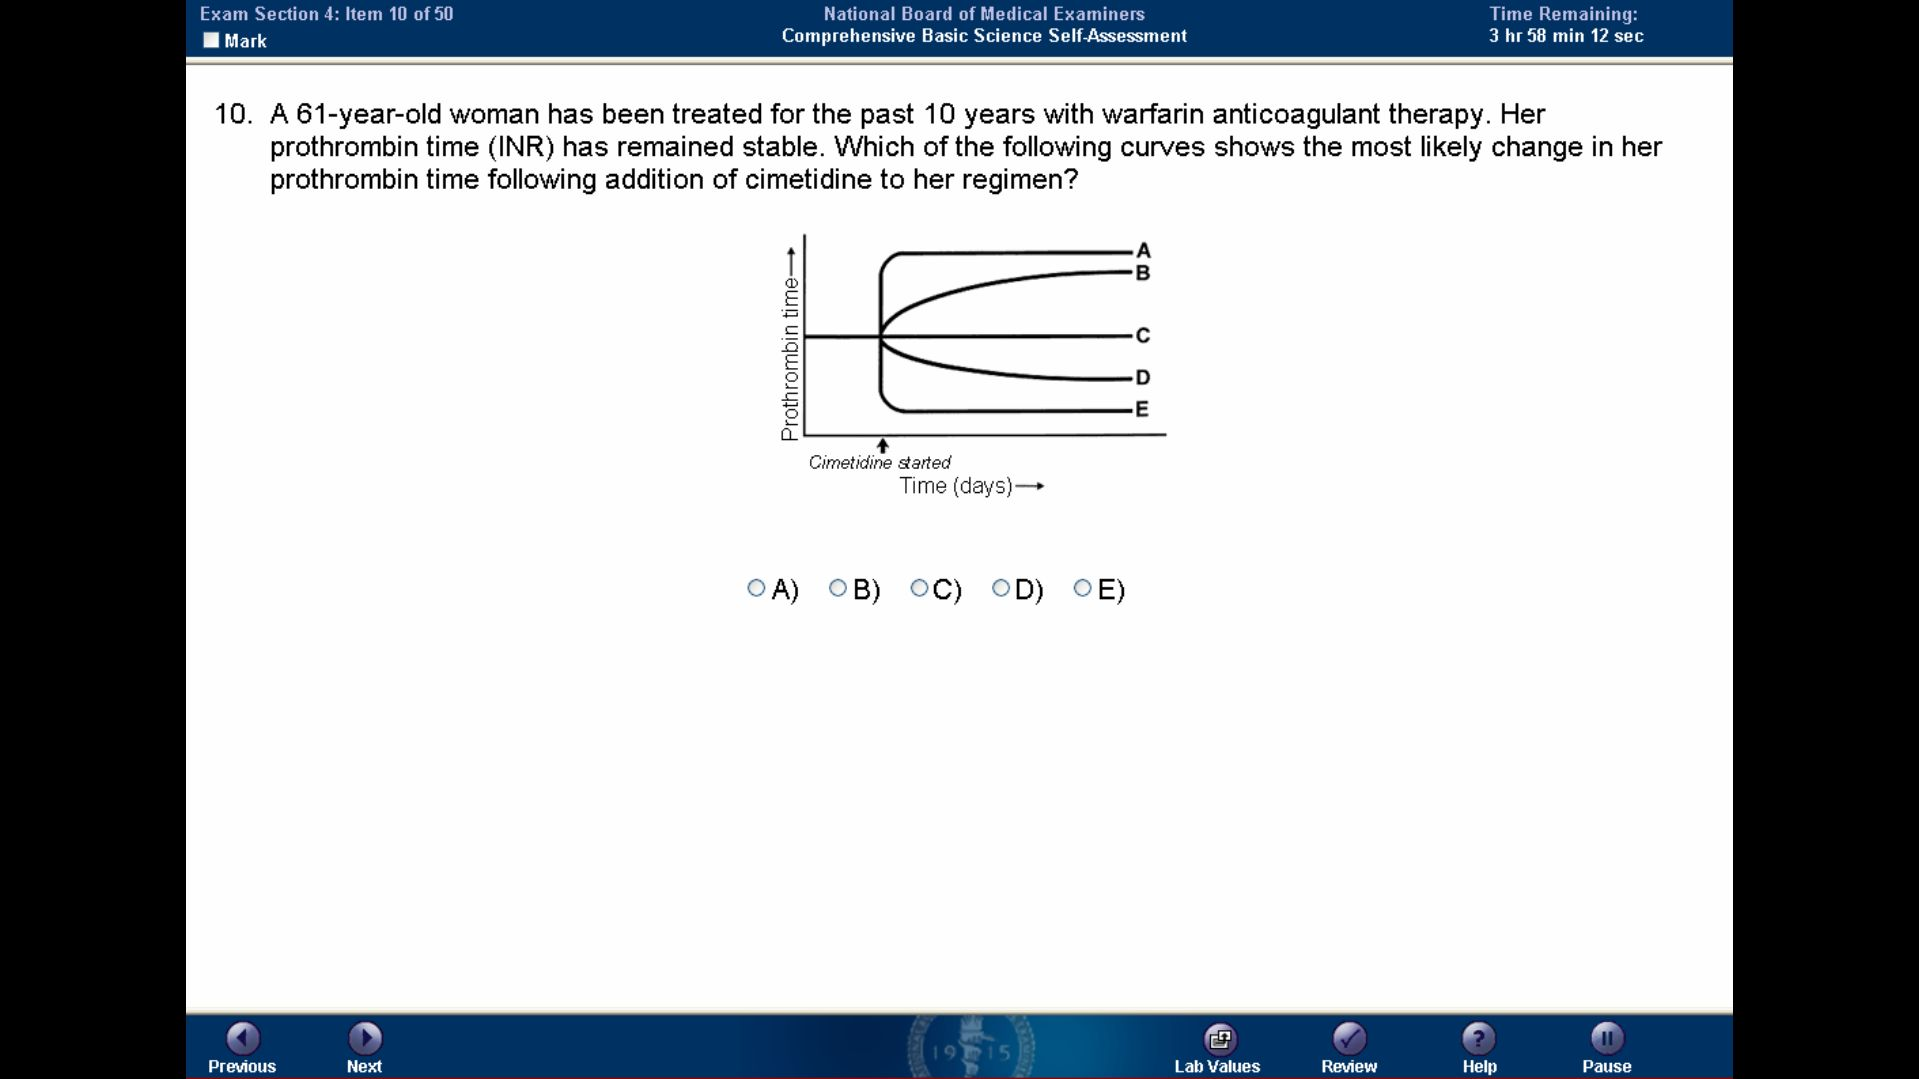 Exam Section 4: Item 10 of 50
National Board of Medical Examiners
Time Remaining:
Mark
Comprehensive Basic Science Self-Assessment
3 hr 58 min 12 sec
10. A 61-year-old woman has been treated for the past 10 years with warfarin anticoagulant therapy. Her
prothrombin time (INR) has remained stable. Which of the following curves shows the most likely change in her
prothrombin time following addition of cimetidine to her regimen?
A
B
C
D
E
Prothrombin time
Cimetidine started
Time (days)
A) B) C) D) E)
1915
Previous
Next
Lab Values
Review
Help
Pause